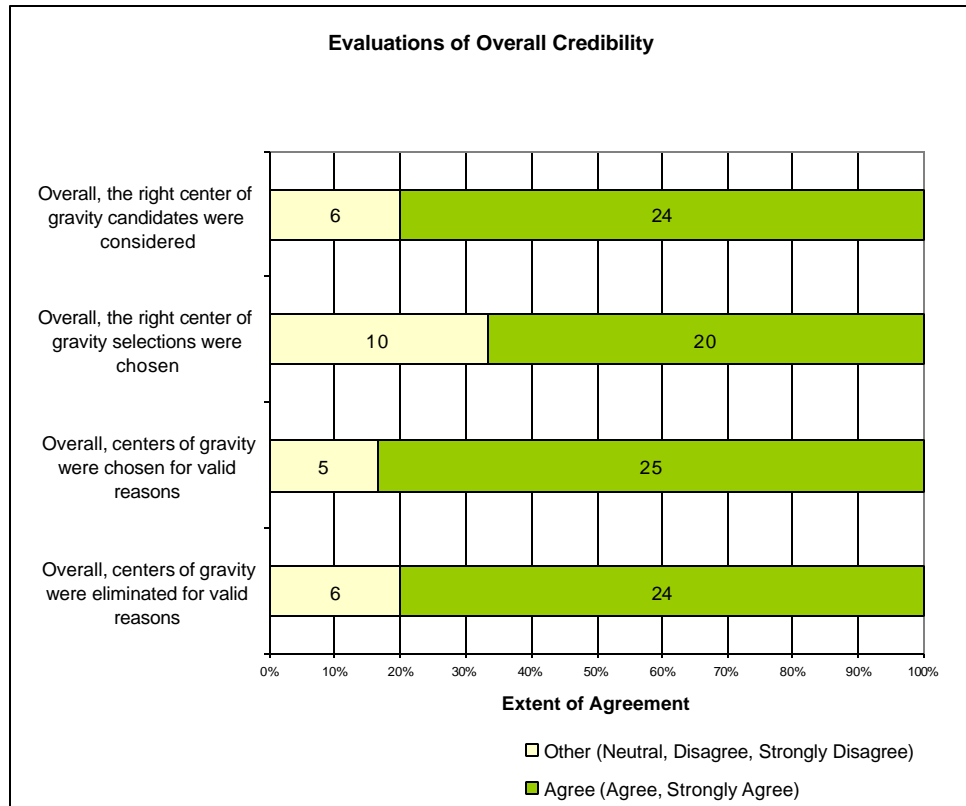 Evaluations of Overall Credibility
Overall, the right center of
gravity candidates were
considered
6
24
Overall, the right center of
gravity selections were
chosen
10
20
Overall, centers of gravity
were chosen for valid
reasons
5
25
Overall, centers of gravity
were eliminated for valid
reasons
6
24
0% 10% 20% 30% 40% 50% 60% 70% 80% 90% 100%
Extent of Agreement
Other (Neutral, Disagree, Strongly Disagree)
Agree (Agree, Strongly Agree)